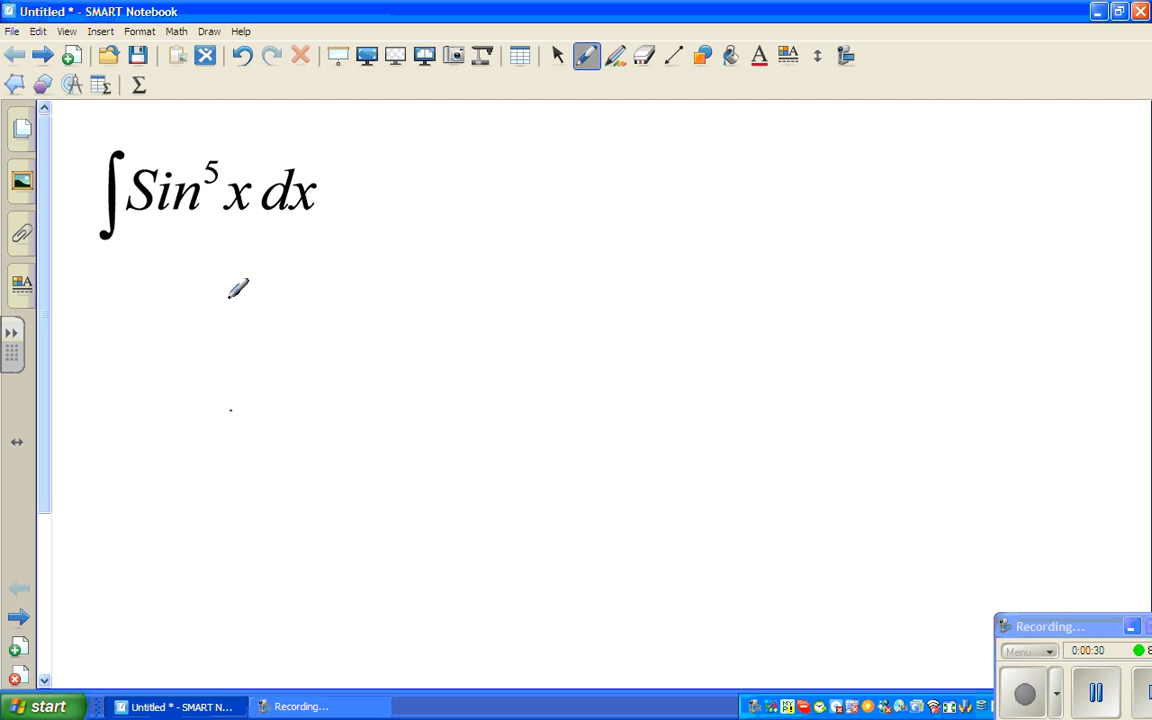 Untitled * - SMART Notebook
File Edit View Insert Format Math Draw Help
∫Sin⁵ x dx
Recording...
Menu 0:00:30
start Untitled * - SMART N... Recording...